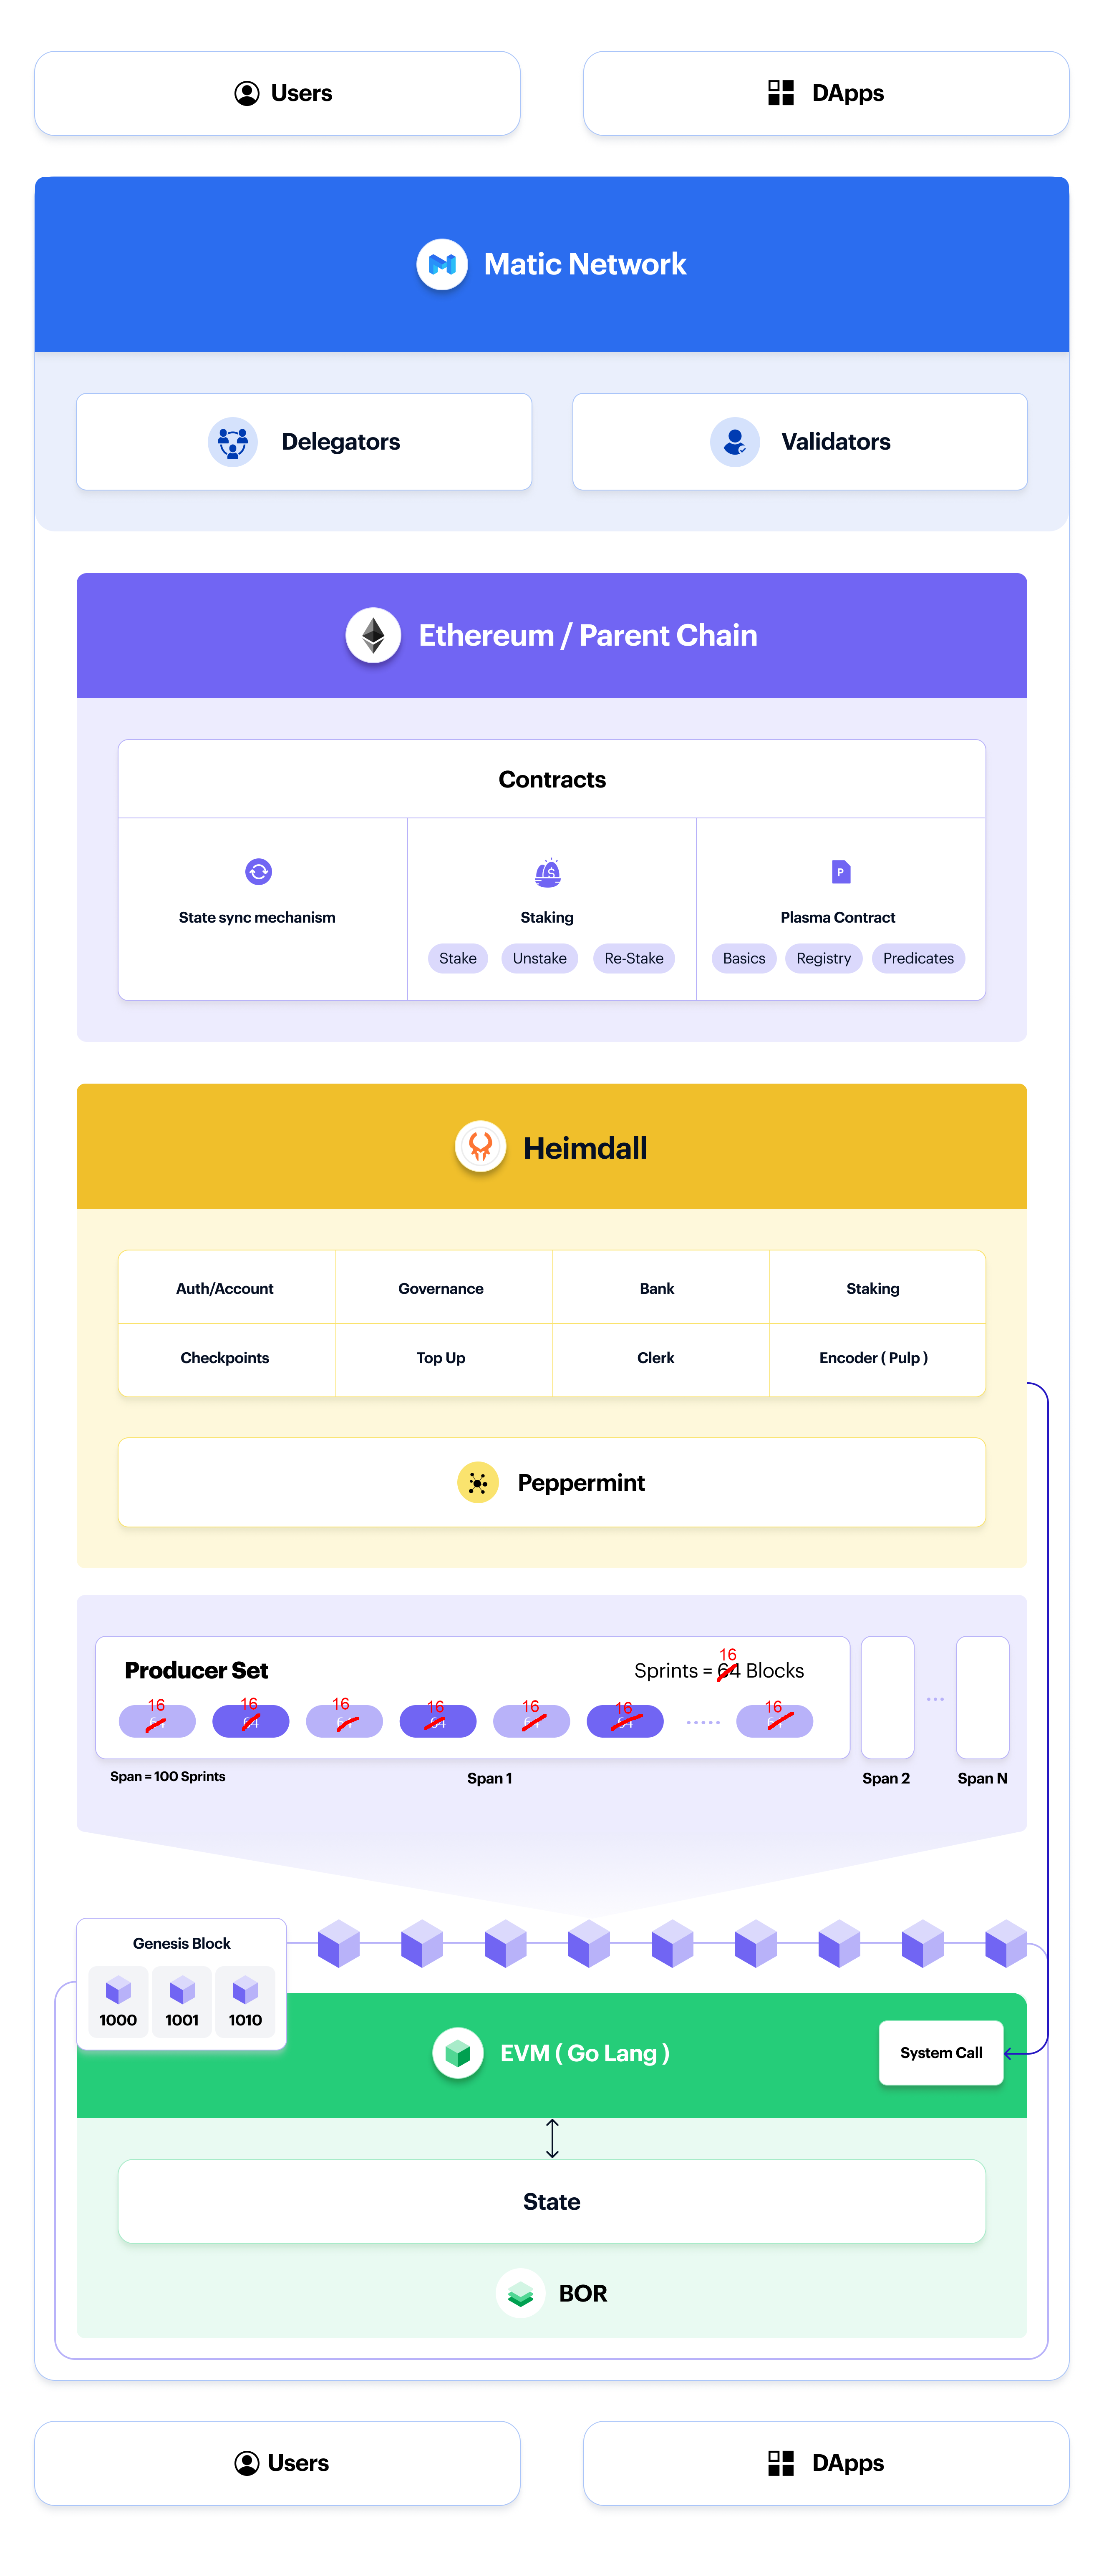 Users
DApps
Matic Network
Delegators
Validators
Ethereum / Parent Chain
Contracts
State sync mechanism
Staking
Plasma Contract
Stake
Unstake
Re-Stake
Basics
Registry
Predicates
Heimdall
Auth/Account
Governance
Bank
Staking
Checkpoints
Top Up
Clerk
Encoder ( Pulp )
Peppermint
16
Producer Set
Sprints = 64 Blocks
16
16
16
16
16
16
16
64
64
64
64
64
64
64
Span = 100 Sprints
Span 1
Span 2
Span N
Genesis Block
1000
1001
1010
EVM ( Go Lang )
System Call
State
BOR
Users
DApps